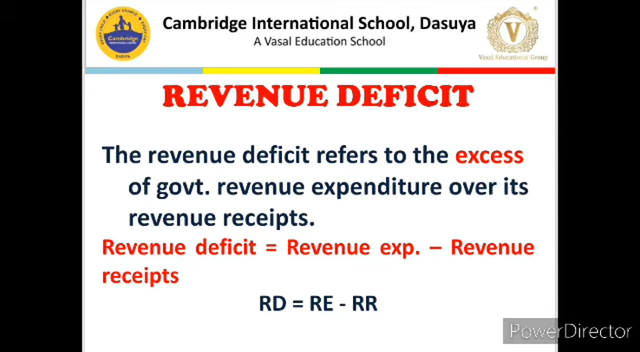 Cambridge International School, Dasuya
A Vasal Education School
Cambridge
V
Vasal Educational Group
REVENUE DEFICIT
The revenue deficit refers to the excess
of govt. revenue expenditure over its
revenue receipts.
Revenue deficit = Revenue exp. – Revenue
receipts
RD = RE - RR
PowerDirector